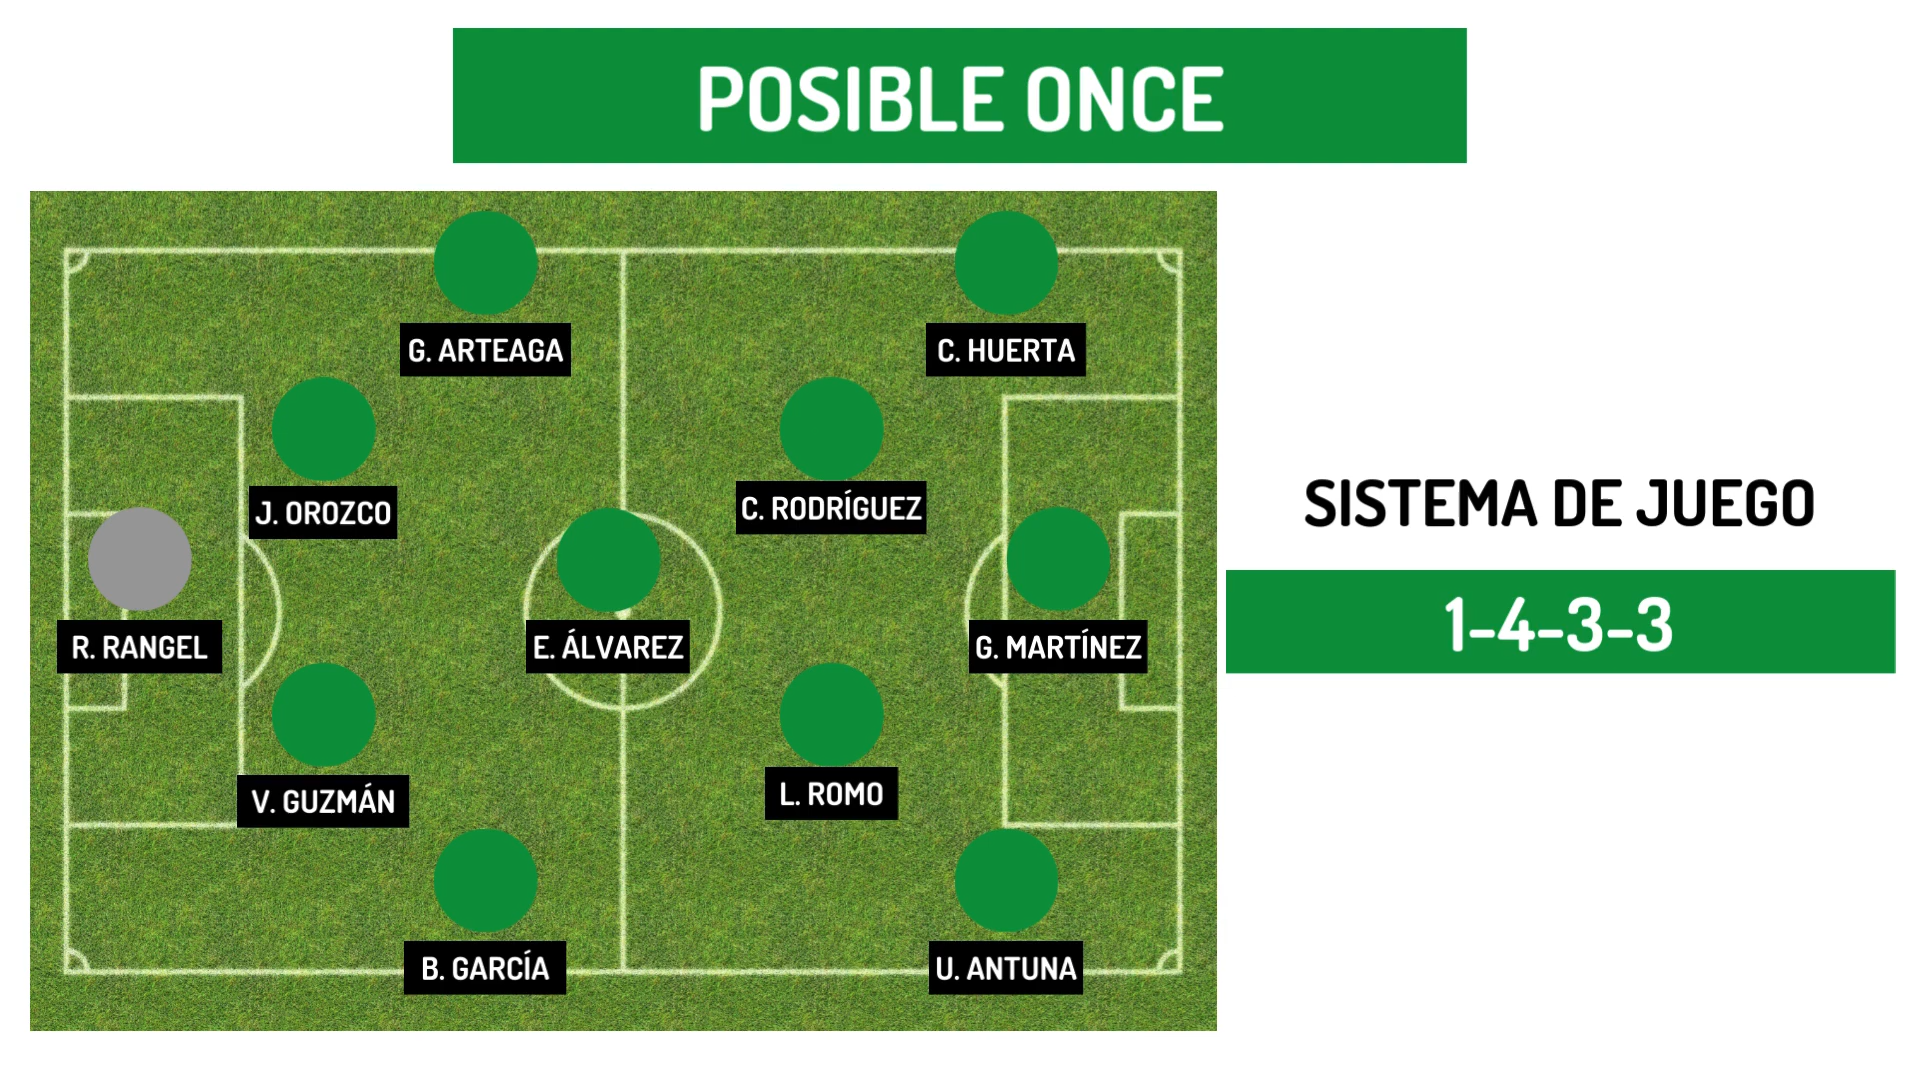 POSIBLE ONCE
G. ARTEAGA
C. HUERTA
J. OROZCO
C. RODRÍGUEZ
R. RANGEL
E. ÁLVAREZ
G. MARTÍNEZ
V. GUZMÁN
L. ROMO
B. GARCÍA
U. ANTUNA
SISTEMA DE JUEGO
1-4-3-3